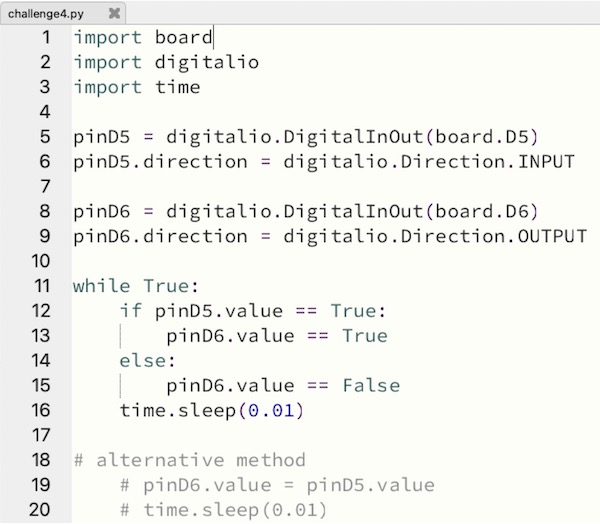 challenge4.py
1 import board
2 import digitalio
3 import time
4
5 pinD5 = digitalio.DigitalInOut(board.D5)
6 pinD5.direction = digitalio.Direction.INPUT
7
8 pinD6 = digitalio.DigitalInOut(board.D6)
9 pinD6.direction = digitalio.Direction.OUTPUT
10
11 while True:
12     if pinD5.value == True:
13         pinD6.value == True
14     else:
15         pinD6.value == False
16     time.sleep(0.01)
17
18 # alternative method
19     # pinD6.value = pinD5.value
20     # time.sleep(0.01)